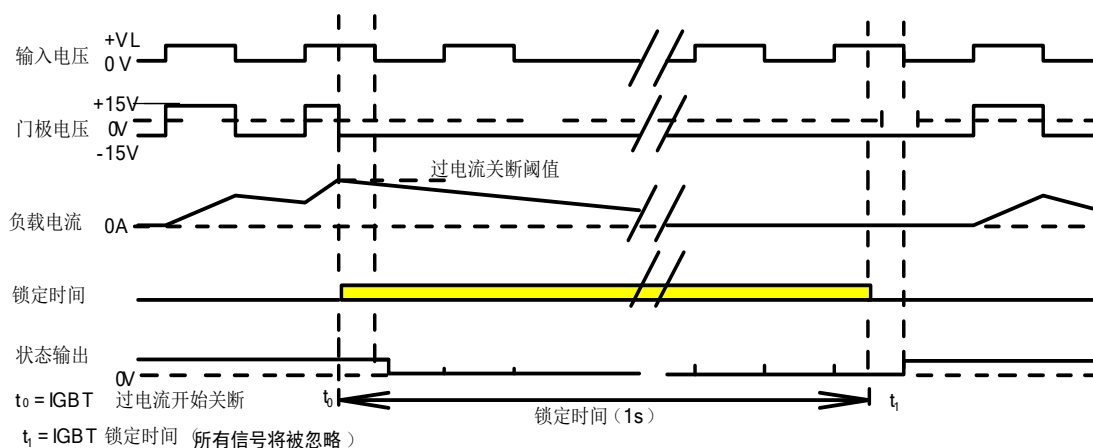 +VL
输入电压
0 V
+15V
门极电压 0V
-15V
过电流关断阈值
负载电流 0A
锁定时间
状态输出
0V
t₀ = IGBT 过电流开始关断
t₀
锁定时间(1s)
t₁
t₁ = IGBT 锁定时间 (所有信号将被忽略)